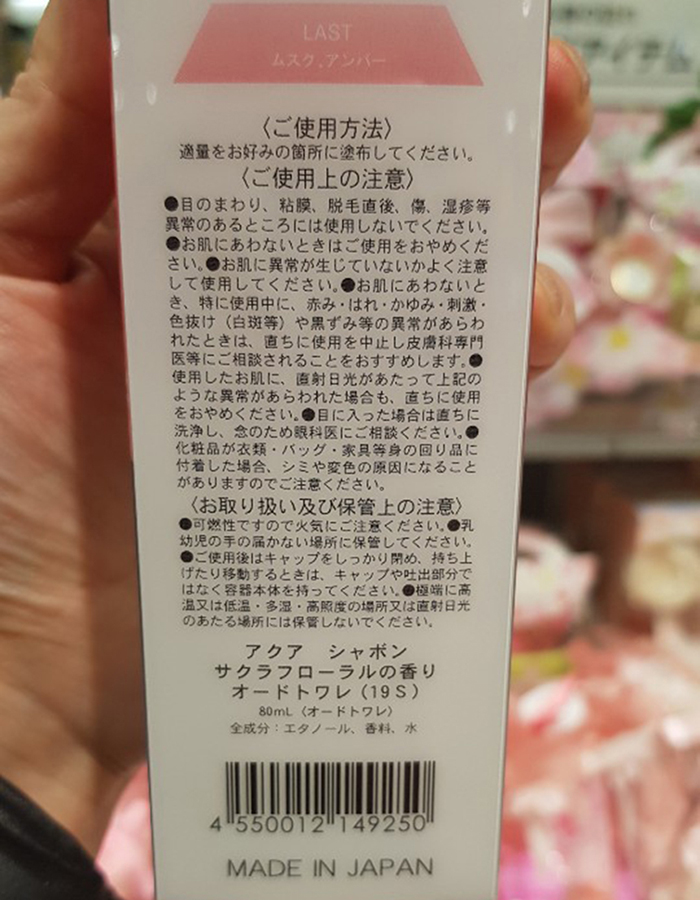 LAST
ムスク,アンバー
〈ご使用方法〉
適量をお好みの箇所に塗布してください。
〈ご使用上の注意〉
●目のまわり、粘膜、脱毛直後、傷、湿疹等
異常のあるところには使用しないでください。
●お肌にあわないときはご使用をおやめくだ
さい。●お肌に異常が生じていないかよく注意
して使用してください。●お肌にあわないと
き、特に使用中に、赤み・はれ・かゆみ・刺激・
色抜け（白斑等）や黒ずみ等の異常があらわ
れたときは、直ちに使用を中止し皮膚科専門
医等にご相談されることをおすすめします。●
使用したお肌に、直射日光があたって上記の
ような異常があらわれた場合も、直ちに使用
をおやめください。●目に入った場合は直ちに
洗浄し、念のため眼科医にご相談ください。●
化粧品が衣類・バッグ・家具等身の回り品に
付着した場合、シミや変色の原因になること
がありますのでご注意ください。
〈お取り扱い及び保管上の注意〉
●可燃性ですので火気にご注意ください。●乳
幼児の手の届かない場所に保管してください。
●ご使用後はキャップをしっかり閉め、持ち上
げたり移動するときは、キャップや吐出部分で
はなく容器本体を持ってください。●極端に高
温又は低温・多湿・高照度の場所又は直射日光
のあたる場所には保管しないでください。
アクア シャボン
サクラフローラルの香り
オードトワレ（19S）
80mL〈オードトワレ〉
全成分：エタノール、香料、水
4 550012 149250
MADE IN JAPAN
イテム